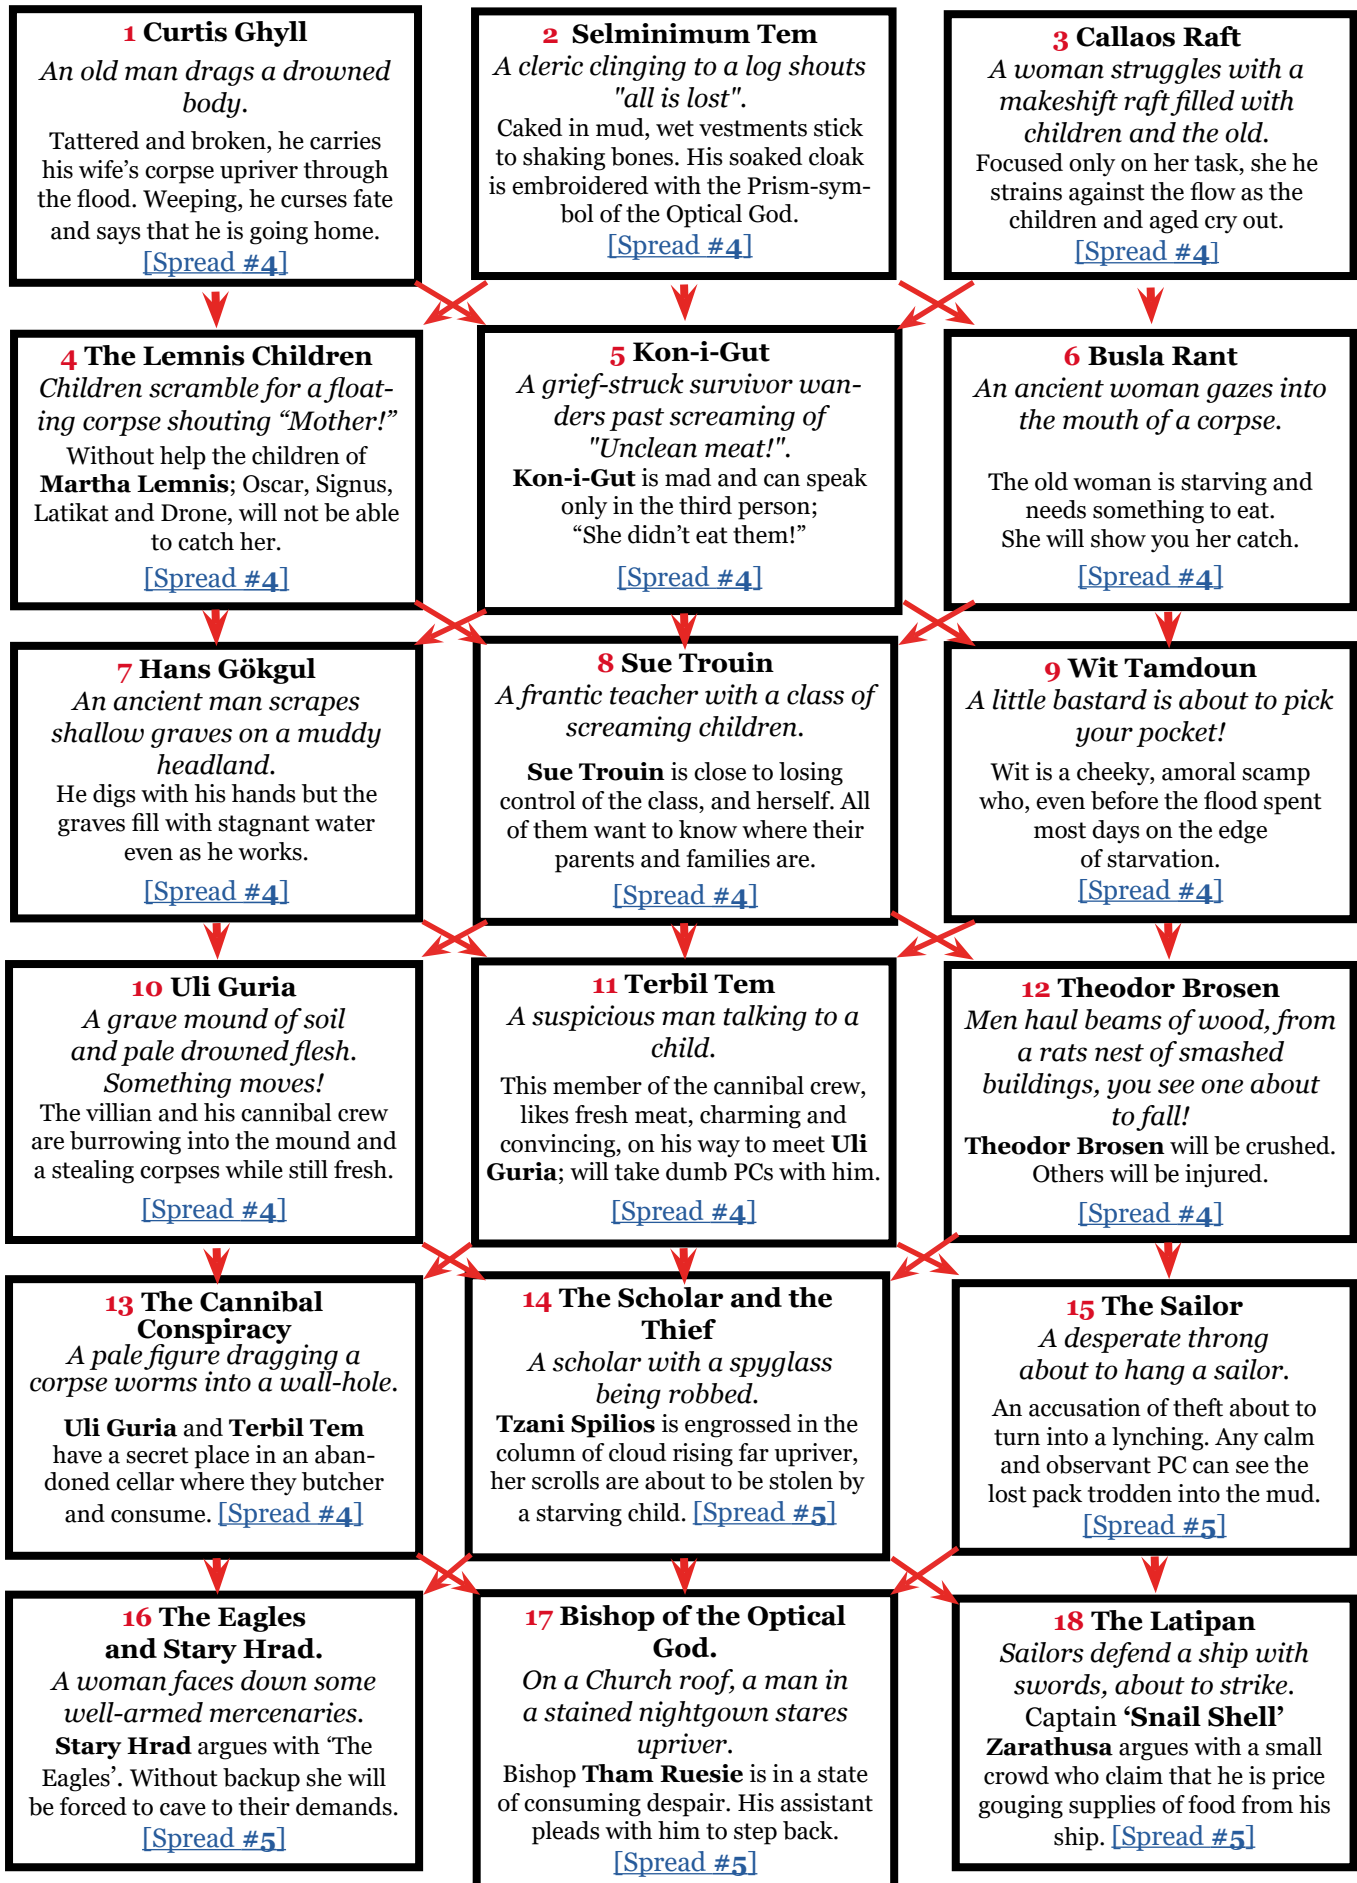 1 Curtis Ghyll
An old man drags a drowned
body.
Tattered and broken, he carries
his wife’s corpse upriver through
the flood. Weeping, he curses fate
and says that he is going home.
[Spread #4]
2 Selminimum Tem
A cleric clinging to a log shouts
"all is lost".
Caked in mud, wet vestments stick
to shaking bones. His soaked cloak
is embroidered with the Prism-sym-
bol of the Optical God.
[Spread #4]
3 Callaos Raft
A woman struggles with a
makeshift raft filled with
children and the old.
Focused only on her task, she he
strains against the flow as the
children and aged cry out.
[Spread #4]
4 The Lemnis Children
Children scramble for a float-
ing corpse shouting “Mother!”
Without help the children of
Martha Lemnis; Oscar, Signus,
Latikat and Drone, will not be able
to catch her.
[Spread #4]
5 Kon-i-Gut
A grief-struck survivor wan-
ders past screaming of
"Unclean meat!".
Kon-i-Gut is mad and can speak
only in the third person;
“She didn’t eat them!”
[Spread #4]
6 Busla Rant
An ancient woman gazes into
the mouth of a corpse.
The old woman is starving and
needs something to eat.
She will show you her catch.
[Spread #4]
7 Hans Gökgul
An ancient man scrapes
shallow graves on a muddy
headland.
He digs with his hands but the
graves fill with stagnant water
even as he works.
[Spread #4]
8 Sue Trouin
A frantic teacher with a class of
screaming children.
Sue Trouin is close to losing
control of the class, and herself. All
of them want to know where their
parents and families are.
[Spread #4]
9 Wit Tamdoun
A little bastard is about to pick
your pocket!
Wit is a cheeky, amoral scamp
who, even before the flood spent
most days on the edge
of starvation.
[Spread #4]
10 Uli Guria
A grave mound of soil
and pale drowned flesh.
Something moves!
The villian and his cannibal crew
are burrowing into the mound and
a stealing corpses while still fresh.
[Spread #4]
11 Terbil Tem
A suspicious man talking to a
child.
This member of the cannibal crew,
likes fresh meat, charming and
convincing, on his way to meet Uli
Guria; will take dumb PCs with him.
[Spread #4]
12 Theodor Brosen
Men haul beams of wood, from
a rats nest of smashed
buildings, you see one about
to fall!
Theodor Brosen will be crushed.
Others will be injured.
[Spread #4]
13 The Cannibal
Conspiracy
A pale figure dragging a
corpse worms into a wall-hole.
Uli Guria and Terbil Tem
have a secret place in an aban-
doned cellar where they butcher
and consume. [Spread #4]
14 The Scholar and the
Thief
A scholar with a spyglass
being robbed.
Tzani Spilios is engrossed in the
column of cloud rising far upriver,
her scrolls are about to be stolen by
a starving child. [Spread #5]
15 The Sailor
A desperate throng
about to hang a sailor.
An accusation of theft about to
turn into a lynching. Any calm
and observant PC can see the
lost pack trodden into the mud.
[Spread #5]
16 The Eagles
and Stary Hrad.
A woman faces down some
well-armed mercenaries.
Stary Hrad argues with ‘The
Eagles’. Without backup she will
be forced to cave to their demands.
[Spread #5]
17 Bishop of the Optical
God.
On a Church roof, a man in
a stained nightgown stares
upriver.
Bishop Tham Ruesie is in a state
of consuming despair. His assistant
pleads with him to step back.
[Spread #5]
18 The Latipan
Sailors defend a ship with
swords, about to strike.
Captain ‘Snail Shell’
Zarathusa argues with a small
crowd who claim that he is price
gouging supplies of food from his
ship. [Spread #5]